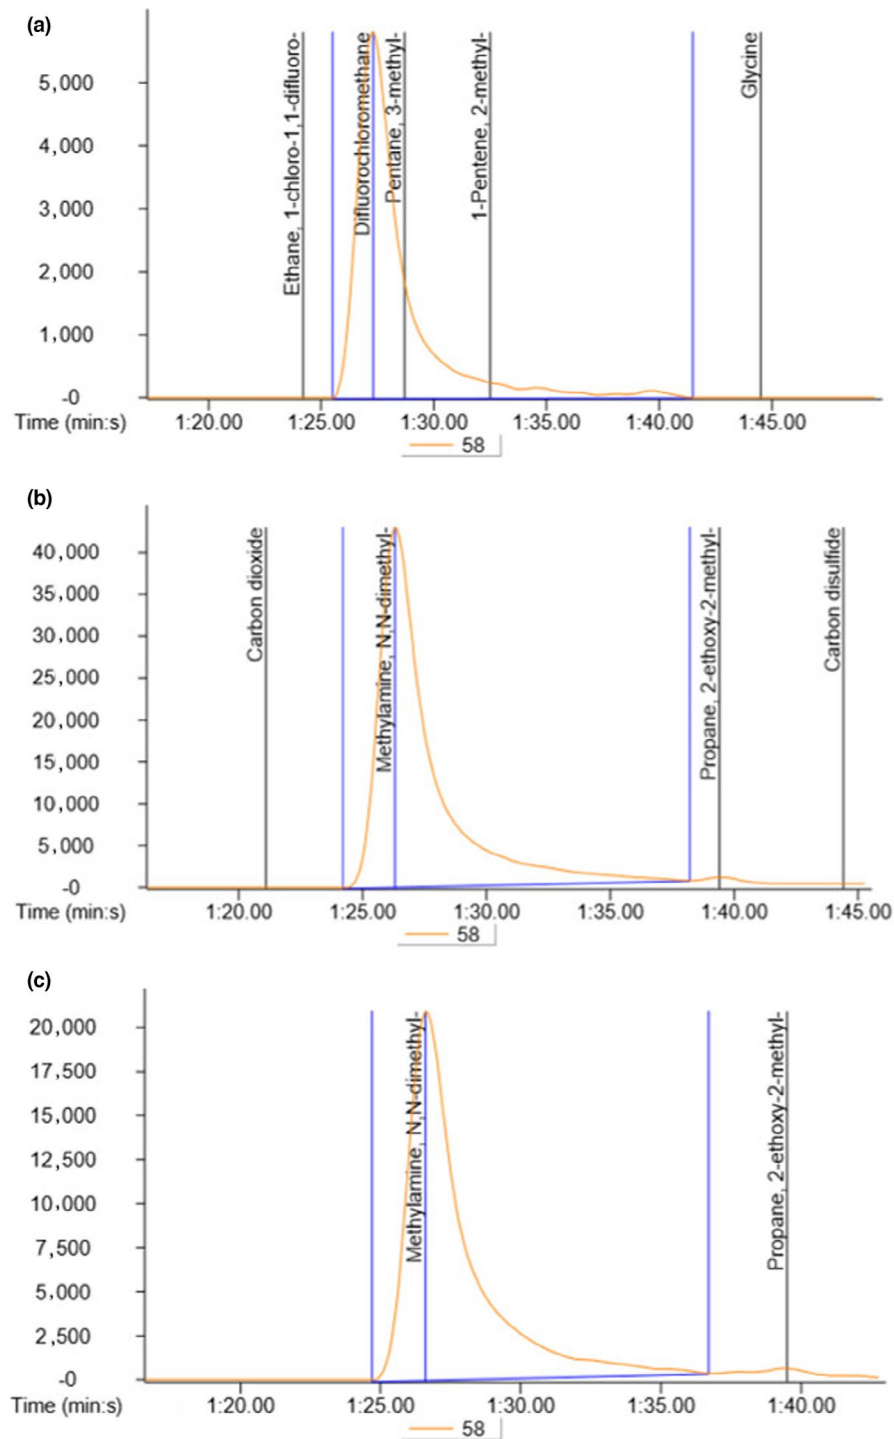 (a)
Ethane, 1-chloro-1,1-difluoro-
Difluorochloromethane
Pentane, 3-methyl-
1-Pentene, 2-methyl-
Glycine
5,000
4,000
3,000
2,000
1,000
-0
Time (min:s) 1:20.00 1:25.00 1:30.00 1:35.00 1:40.00 1:45.00
58
(b)
Carbon dioxide
Methylamine, N,N-dimethyl-
Propane, 2-ethoxy-2-methyl-
Carbon disulfide
40,000
35,000
30,000
25,000
20,000
15,000
10,000
5,000
-0
Time (min:s) 1:20.00 1:25.00 1:30.00 1:35.00 1:40.00 1:45.00
58
(c)
Methylamine, N,N-dimethyl-
Propane, 2-ethoxy-2-methyl-
20,000
17,500
15,000
12,500
10,000
7,500
5,000
2,500
-0
Time (min:s) 1:20.00 1:25.00 1:30.00 1:35.00 1:40.00
58